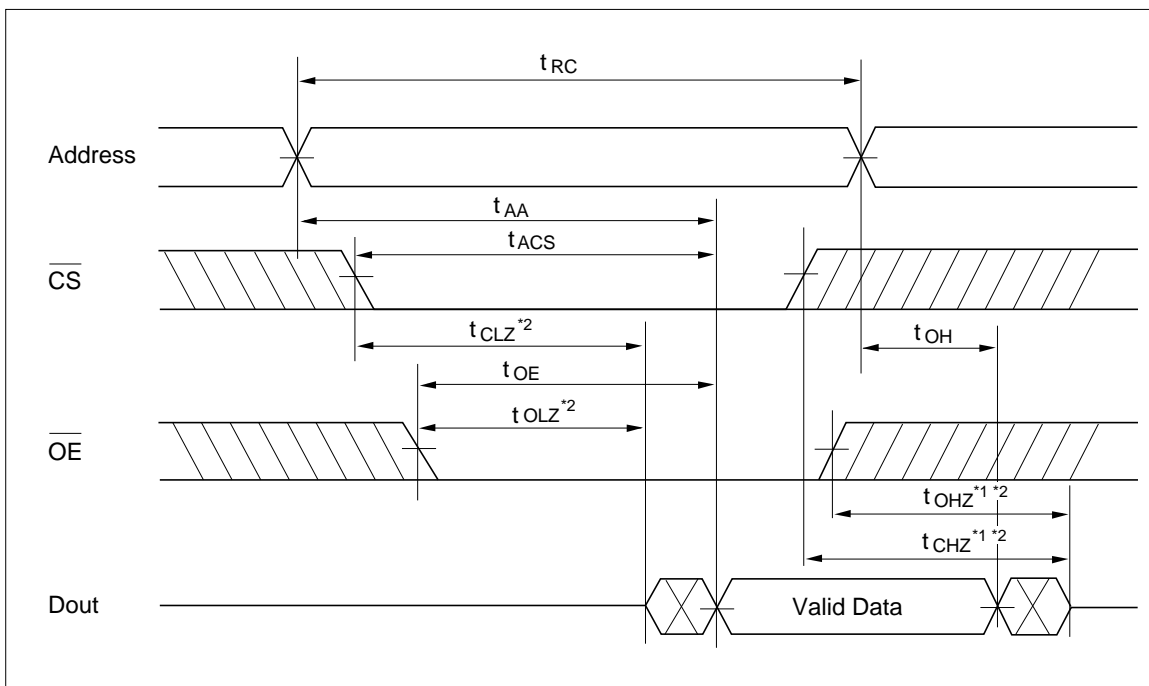 t RC
Address
t AA
t ACS
CS
t CLZ *2
t OH
t OE
t OLZ *2
OE
t OHZ *1 *2
t CHZ *1 *2
Dout
Valid Data